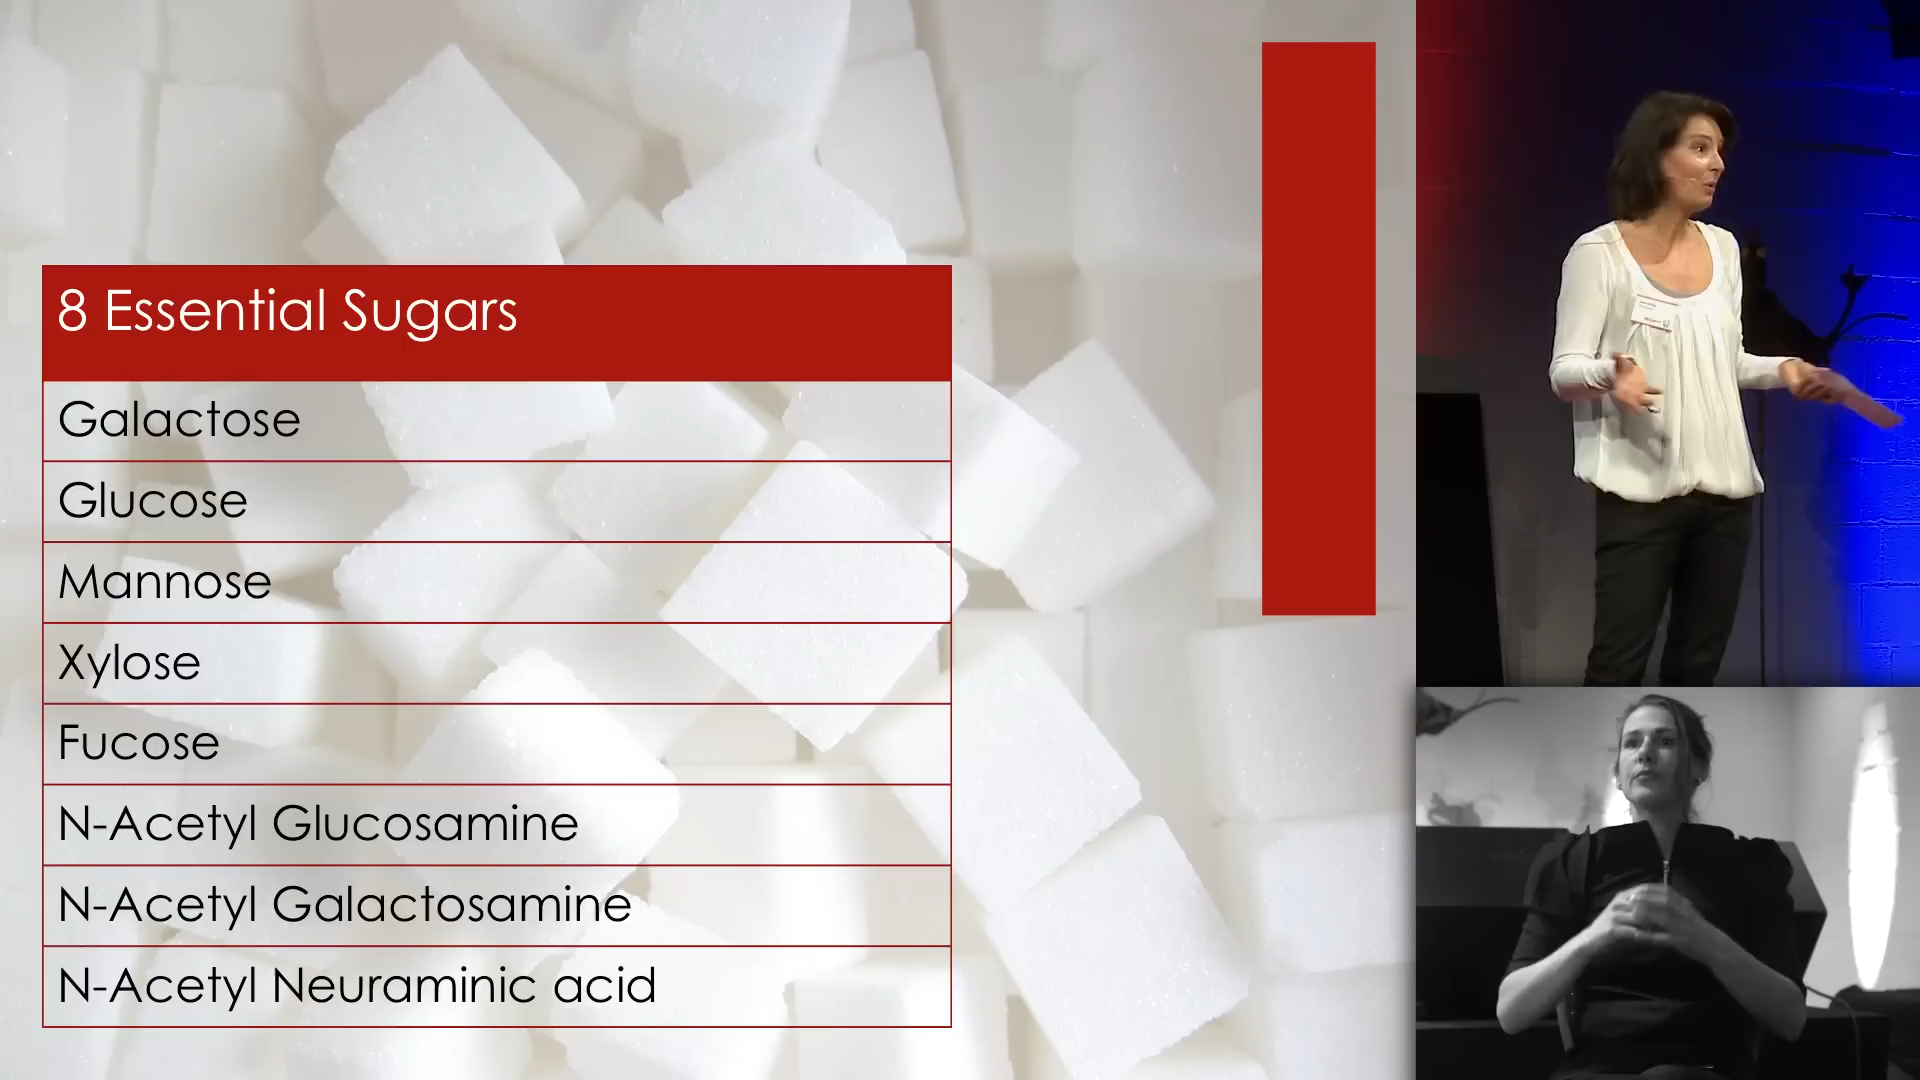 8 Essential Sugars
Galactose
Glucose
Mannose
Xylose
Fucose
N-Acetyl Glucosamine
N-Acetyl Galactosamine
N-Acetyl Neuraminic acid